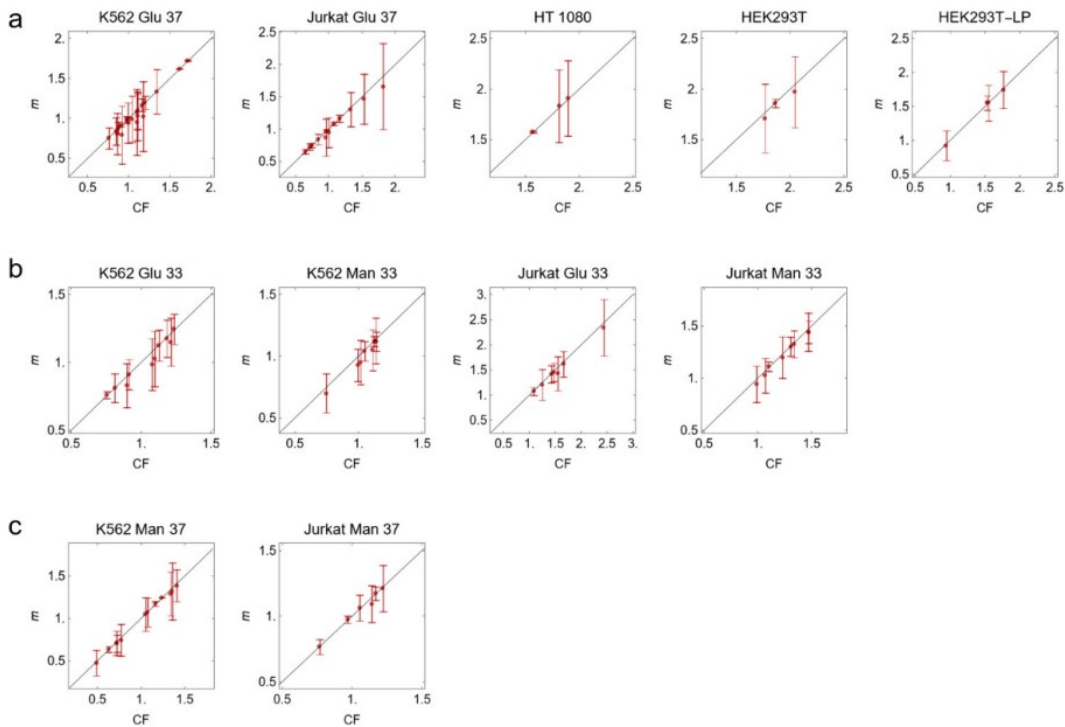 a
K562 Glu 37
Jurkat Glu 37
HT 1080
HEK293T
HEK293T-LP
m
2.
1.5
1.
0.5
0.5 1. 1.5 2.
CF
m
2.
1.5
1.
0.5
0.5 1. 1.5 2.
CF
m
2.5
2.
1.5
1.5 2. 2.5
CF
m
2.5
2.
1.5
1.5 2. 2.5
CF
m
2.5
2.
1.5
1.
0.5
0.5 1. 1.5 2. 2.5
CF
b
K562 Glu 33
K562 Man 33
Jurkat Glu 33
Jurkat Man 33
m
1.5
1.
0.5
0.5 1. 1.5
CF
m
1.5
1.
0.5
0.5 1. 1.5
CF
m
3.
2.5
2.
1.5
1.
0.5
0.5 1. 1.5 2. 2.5 3.
CF
m
1.5
1.
0.5
0.5 1. 1.5
CF
c
K562 Man 37
Jurkat Man 37
m
1.5
1.
0.5
0.5 1. 1.5
CF
m
1.5
1.
0.5
0.5 1. 1.5
CF